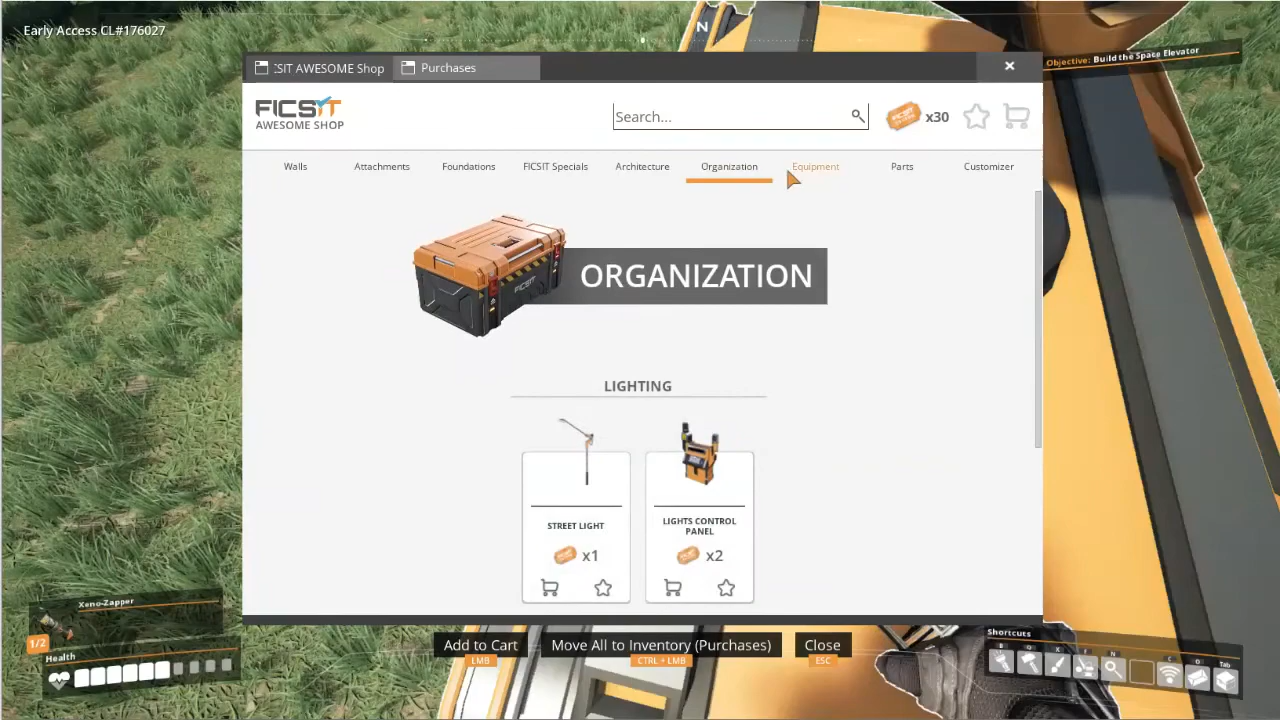 Early Access CL#176027
N
Objective: Build the Space Elevator
:SIT AWESOME Shop
Purchases
×
FICSIT
AWESOME SHOP
Search...
x30
Walls
Attachments
Foundations
FICSIT Specials
Architecture
Organization
Equipment
Parts
Customizer
FICSIT
ORGANIZATION
LIGHTING
STREET LIGHT
x1
LIGHTS CONTROL
PANEL
x2
Xeno-Zapper
1/2
Health
Add to Cart
LMB
Move All to Inventory (Purchases)
CTRL + LMB
Close
ESC
Shortcuts
B
Q
X
F
N
C
O
Tab